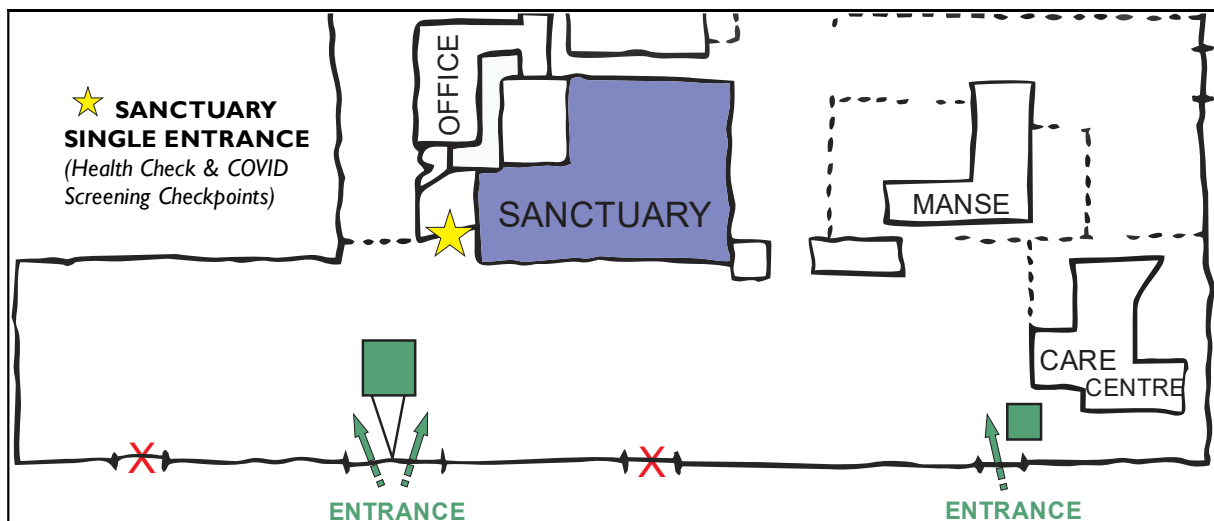 SANCTUARY
SINGLE ENTRANCE
(Health Check & COVID
Screening Checkpoints)
OFFICE
SANCTUARY
MANSE
CARE
CENTRE
X
X
ENTRANCE
ENTRANCE